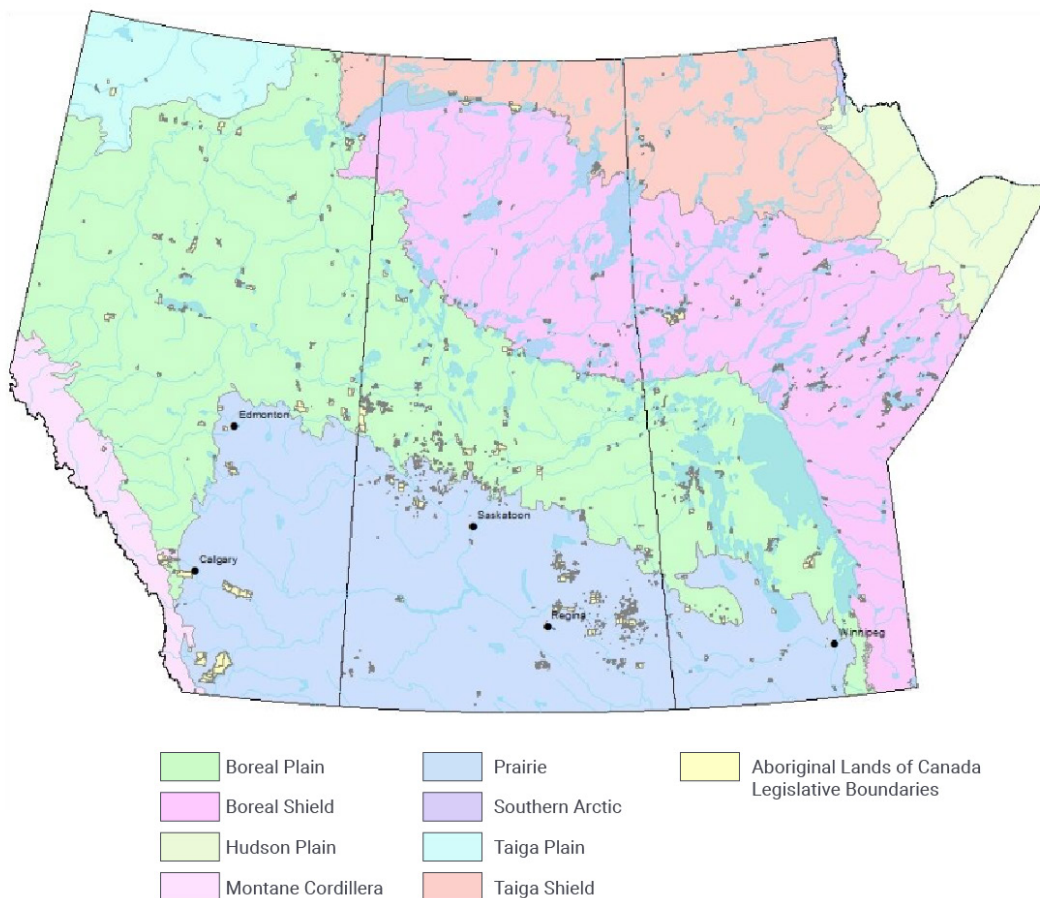 Edmonton
Saskatoon
Calgary
Regina
Winnipeg
Boreal Plain
Boreal Shield
Hudson Plain
Montane Cordillera
Prairie
Southern Arctic
Taiga Plain
Taiga Shield
Aboriginal Lands of Canada
Legislative Boundaries